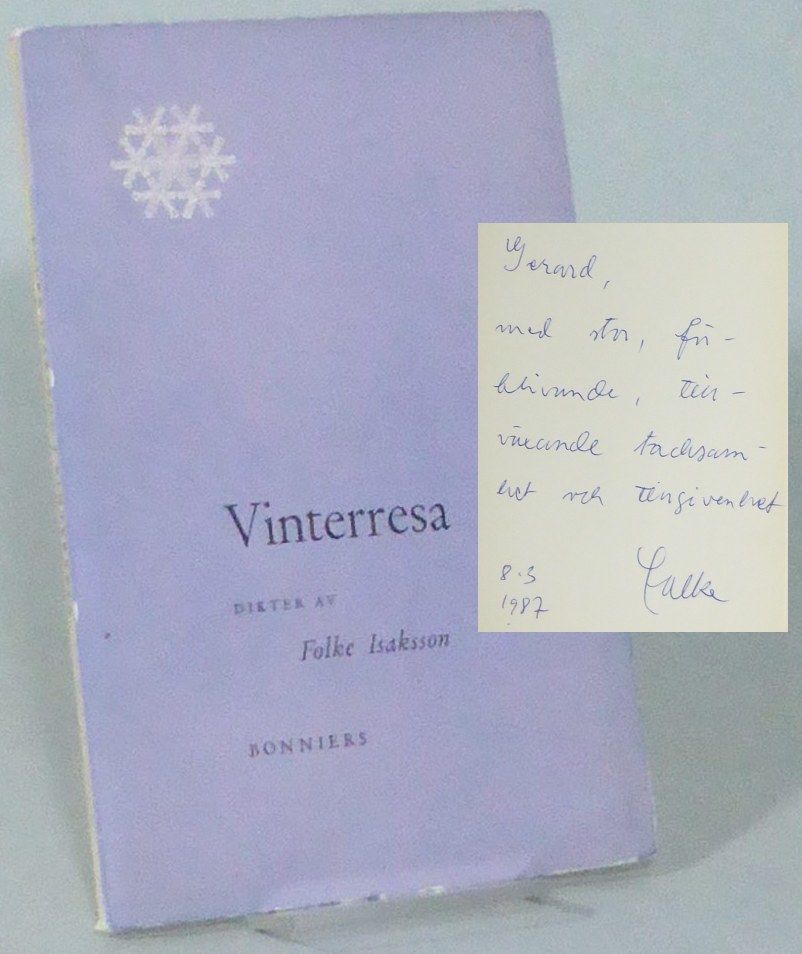 Vinterresa
DIKTER AV
Folke Isaksson
BONNIERS
Gerard,
med stor, för-
blivande, till-
växande tacksam-
het och tillgivenhet
8.3
1987
Folke